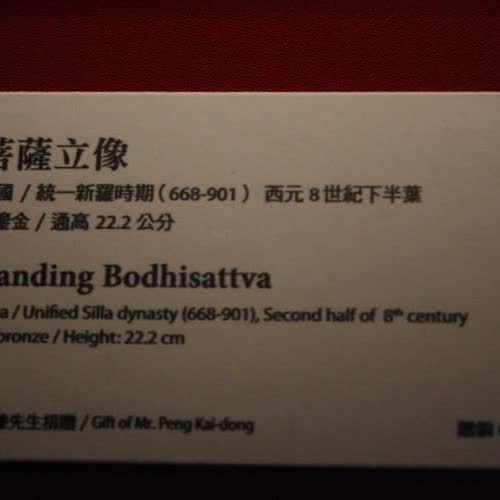 菩薩立像
國 / 統一新羅時期 ( 668-901 ) 西元 8 世紀下半葉
鎏金 / 通高 22.2 公分
anding Bodhisattva
a / Unified Silla dynasty (668-901), Second half of 8th century
bronze / Height: 22.2 cm
先生捐贈 / Gift of Mr. Peng Kai-dong
贈銅